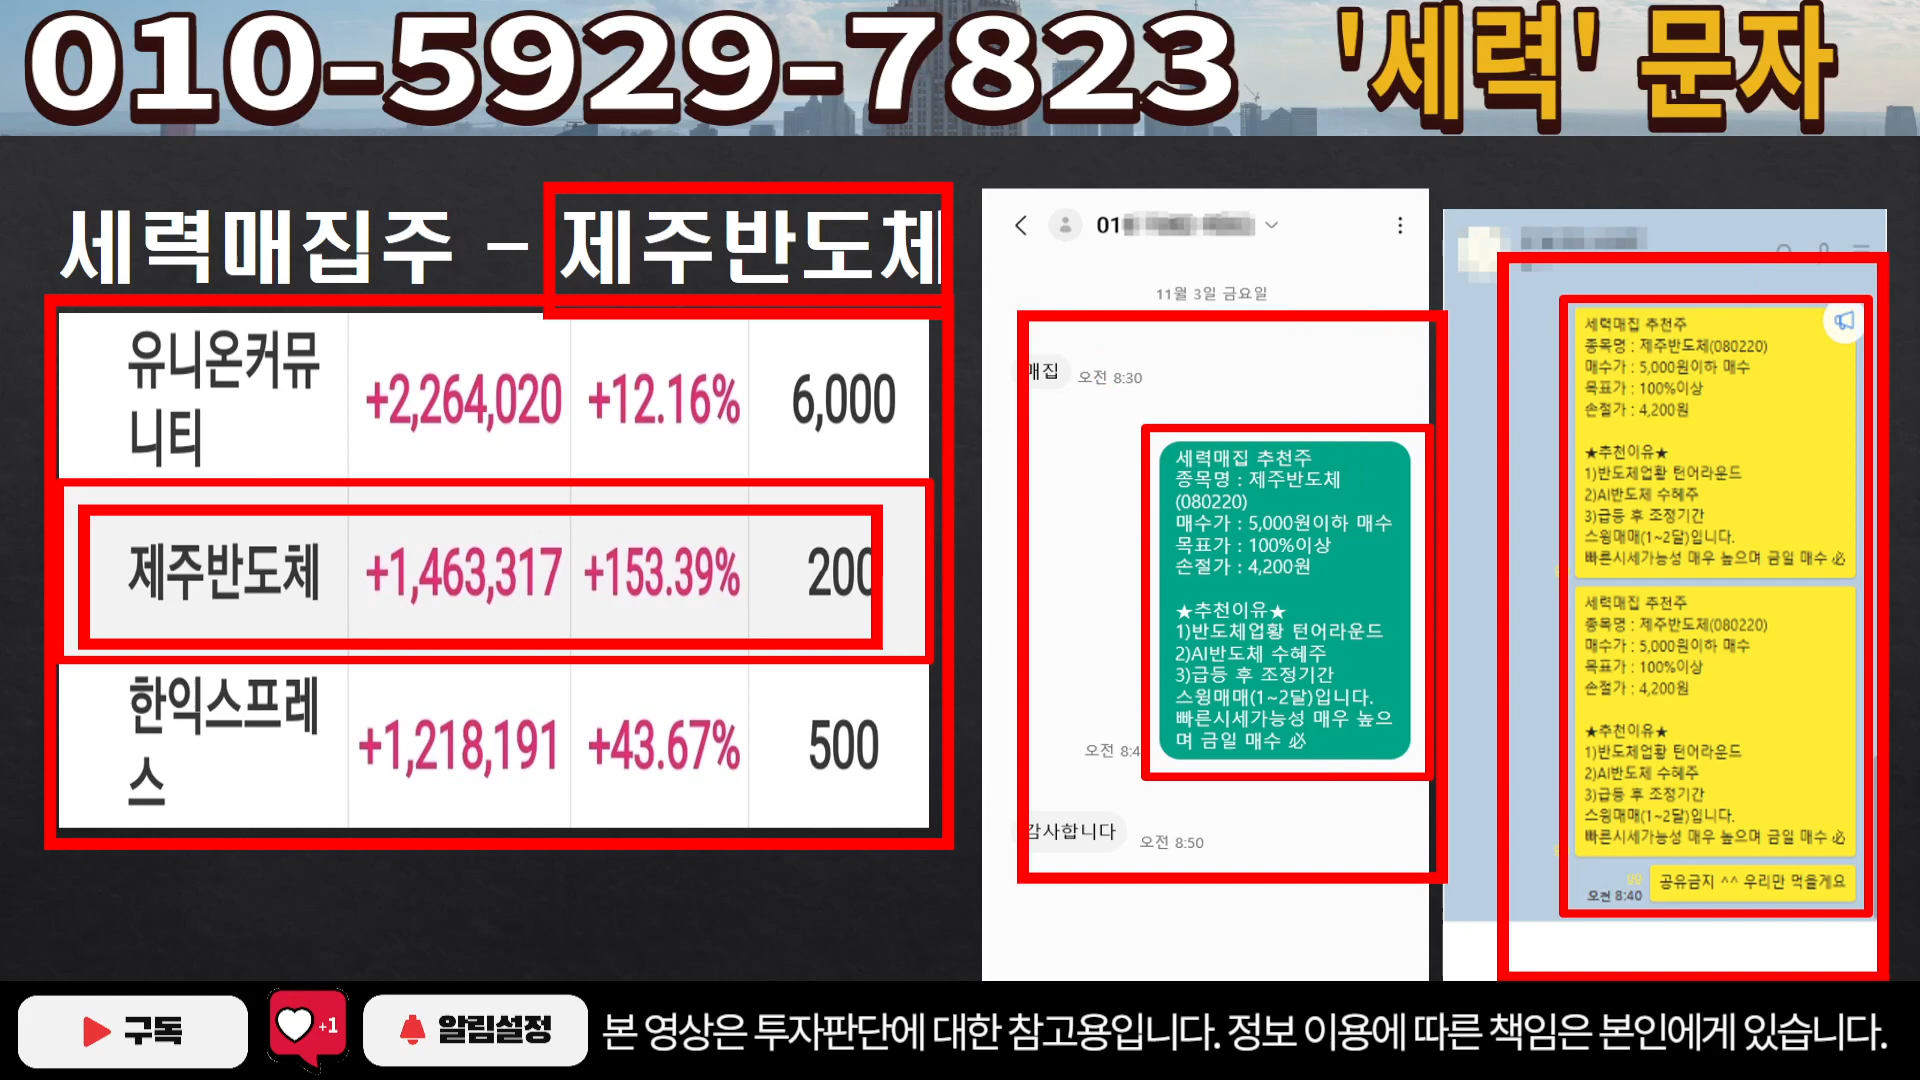 010-5929-7823 '세력' 문자
세력매집주 – 제주반도체
유니온커뮤
니티
+2,264,020 +12.16% 6,000
제주반도체 +1,463,317 +153.39% 200
한익스프레
스
+1,218,191 +43.67% 500
11월 3일 금요일
매집 오전 8:30
세력매집 추천주
종목명 : 제주반도체
(080220)
매수가 : 5,000원이하 매수
목표가 : 100%이상
손절가 : 4,200원
★추천이유★
1)반도체업황 턴어라운드
2)AI반도체 수혜주
3)급등 후 조정기간
스윙매매(1~2달)입니다.
빠른시세가능성 매우 높으
며 금일 매수 必
오전 8:4
감사합니다 오전 8:50
세력매집 추천주
종목명 : 제주반도체(080220)
매수가 : 5,000원이하 매수
목표가 : 100%이상
손절가 : 4,200원
★추천이유★
1)반도체업황 턴어라운드
2)AI반도체 수혜주
3)급등 후 조정기간
스윙매매(1~2달)입니다.
빠른시세가능성 매우 높으며 금일 매수 必
세력매집 추천주
종목명 : 제주반도체(080220)
매수가 : 5,000원이하 매수
목표가 : 100%이상
손절가 : 4,200원
★추천이유★
1)반도체업황 턴어라운드
2)AI반도체 수혜주
3)급등 후 조정기간
스윙매매(1~2달)입니다.
빠른시세가능성 매우 높으며 금일 매수 必
오전 8:40 공유금지 ^^ 우리만 먹을게요
구독 +1 알림설정 본 영상은 투자판단에 대한 참고용입니다. 정보 이용에 따른 책임은 본인에게 있습니다.